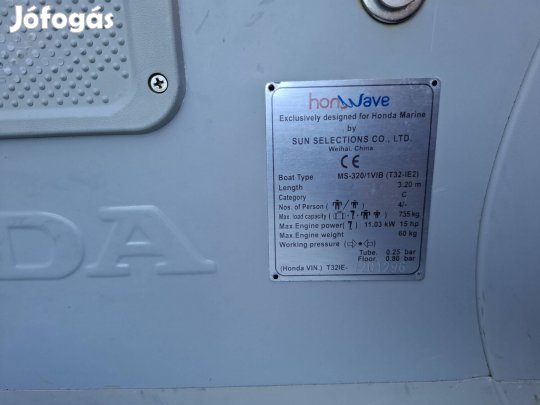 Jófogás
honwave
Exclusively designed for Honda Marine
by
SUN SELECTIONS CO., LTD.
Weihai, China
CE
Boat Type MS-320/1VIB (T32-IE2)
Length 3.20 m
Category C
Nos. of Person ( / ) 4/-
Max. load capacity ( ) 735 kg
Max.Engine power( ) 11.03 kW 15 hp
Max.Engine weight 60 kg
Working pressure ( )
Tube. 0.25 bar
Floor. 0.80 bar
(Honda VIN.) T32IE-
DA